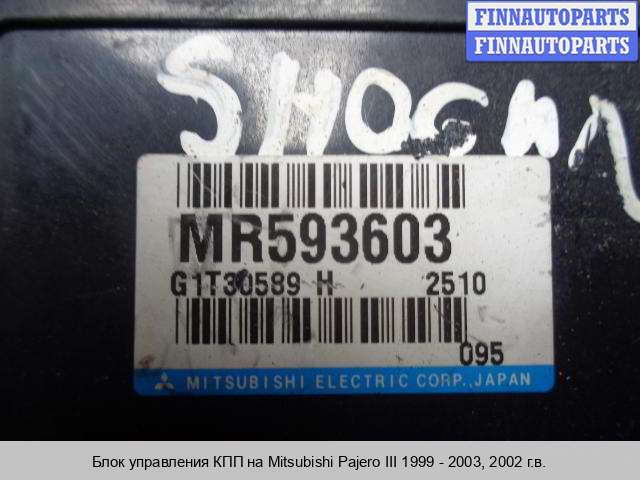 FINNAUTOPARTS
FINNAUTOPARTS
SHOGUN
MR593603
G1T30589 H 2510
095
MITSUBISHI ELECTRIC CORP., JAPAN
Блок управления КПП на Mitsubishi Pajero III 1999 - 2003, 2002 г.в.